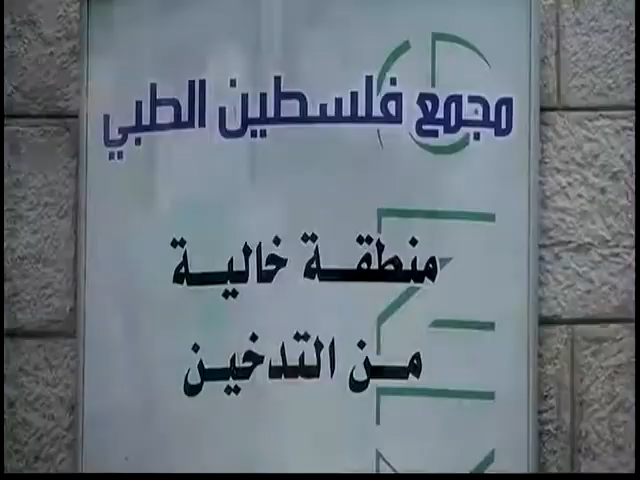 مجمع فلسطين الطبي
منطقة خالية
من التدخين